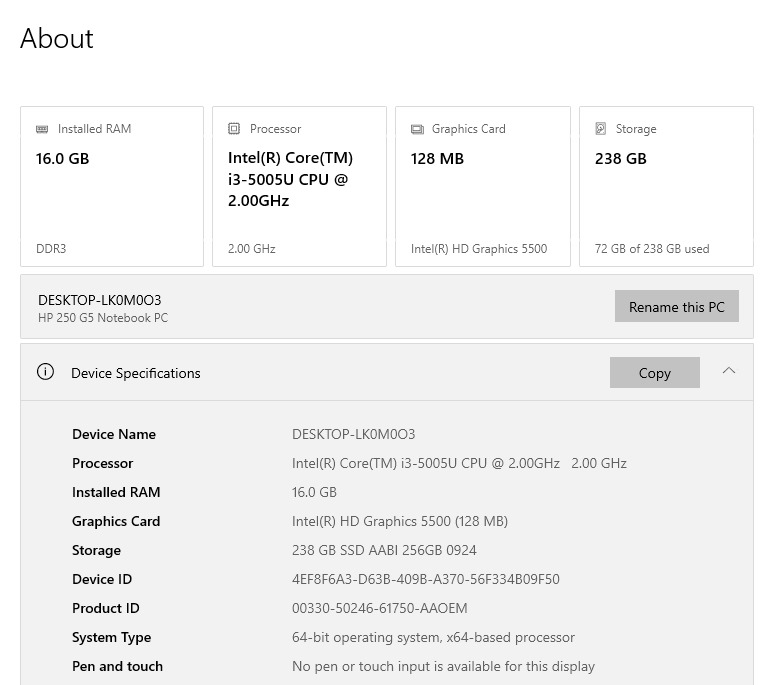 About
Installed RAM
16.0 GB
DDR3
Processor
Intel(R) Core(TM)
i3-5005U CPU @
2.00GHz
2.00 GHz
Graphics Card
128 MB
Intel(R) HD Graphics 5500
Storage
238 GB
72 GB of 238 GB used
DESKTOP-LK0M0O3
HP 250 G5 Notebook PC
Rename this PC
Device Specifications
Copy
Device Name DESKTOP-LK0M0O3
Processor Intel(R) Core(TM) i3-5005U CPU @ 2.00GHz 2.00 GHz
Installed RAM 16.0 GB
Graphics Card Intel(R) HD Graphics 5500 (128 MB)
Storage 238 GB SSD AABI 256GB 0924
Device ID 4EF8F6A3-D63B-409B-A370-56F334B09F50
Product ID 00330-50246-61750-AAOEM
System Type 64-bit operating system, x64-based processor
Pen and touch No pen or touch input is available for this display